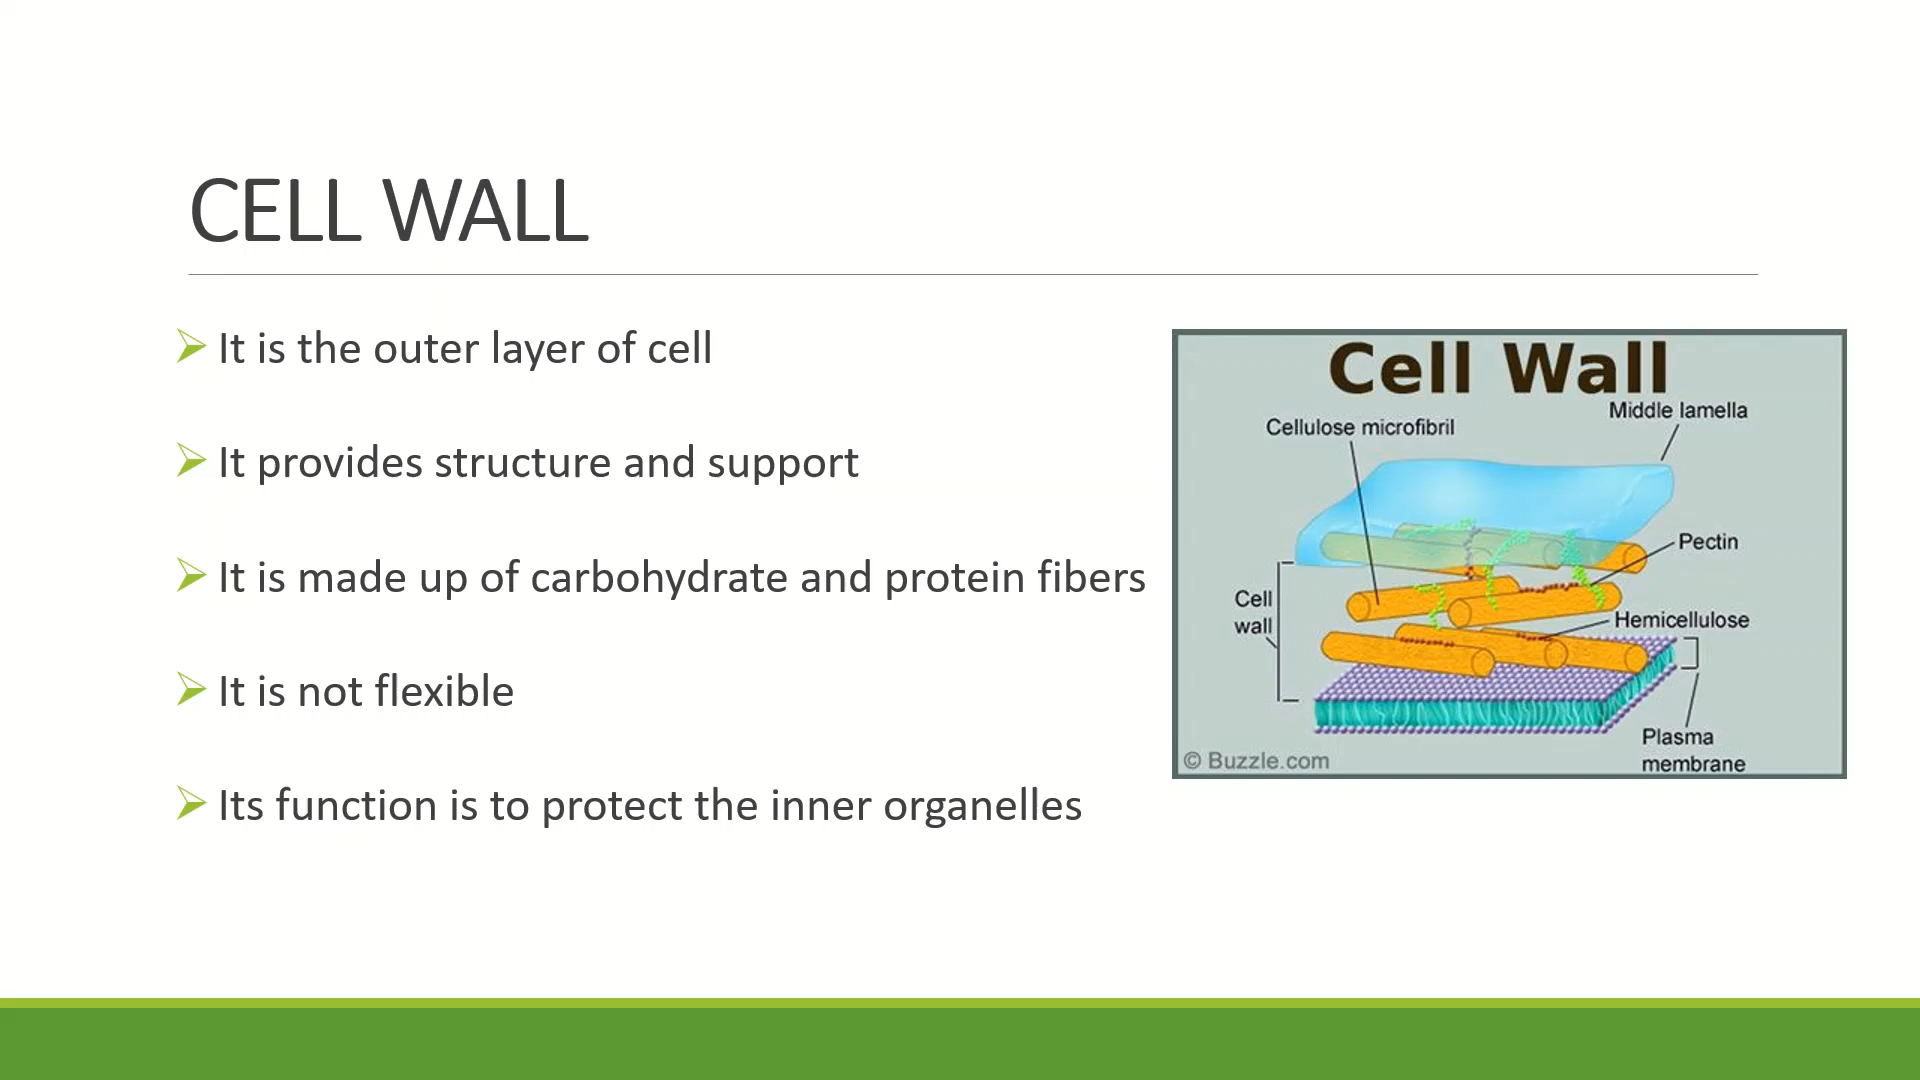 CELL WALL
It is the outer layer of cell
It provides structure and support
It is made up of carbohydrate and protein fibers
It is not flexible
Its function is to protect the inner organelles
Cell Wall
Middle lamella
Cellulose microfibril
Pectin
Cell
wall
Hemicellulose
Plasma
membrane
© Buzzle.com